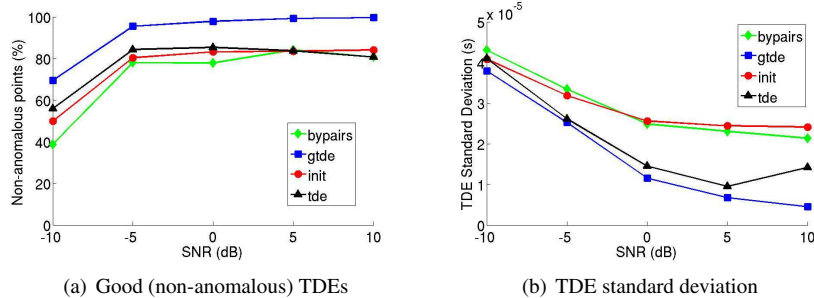 100
80
60
40
20
0
Non-anomalous points (%)
bypairs
gtde
init
tde
-10
-5
0
5
10
SNR (dB)
(a) Good (non-anomalous) TDEs
5 x 10^-5
4
3
2
1
0
TDE Standard Deviation (s)
bypairs
gtde
init
tde
-10
-5
0
5
10
SNR (dB)
(b) TDE standard deviation